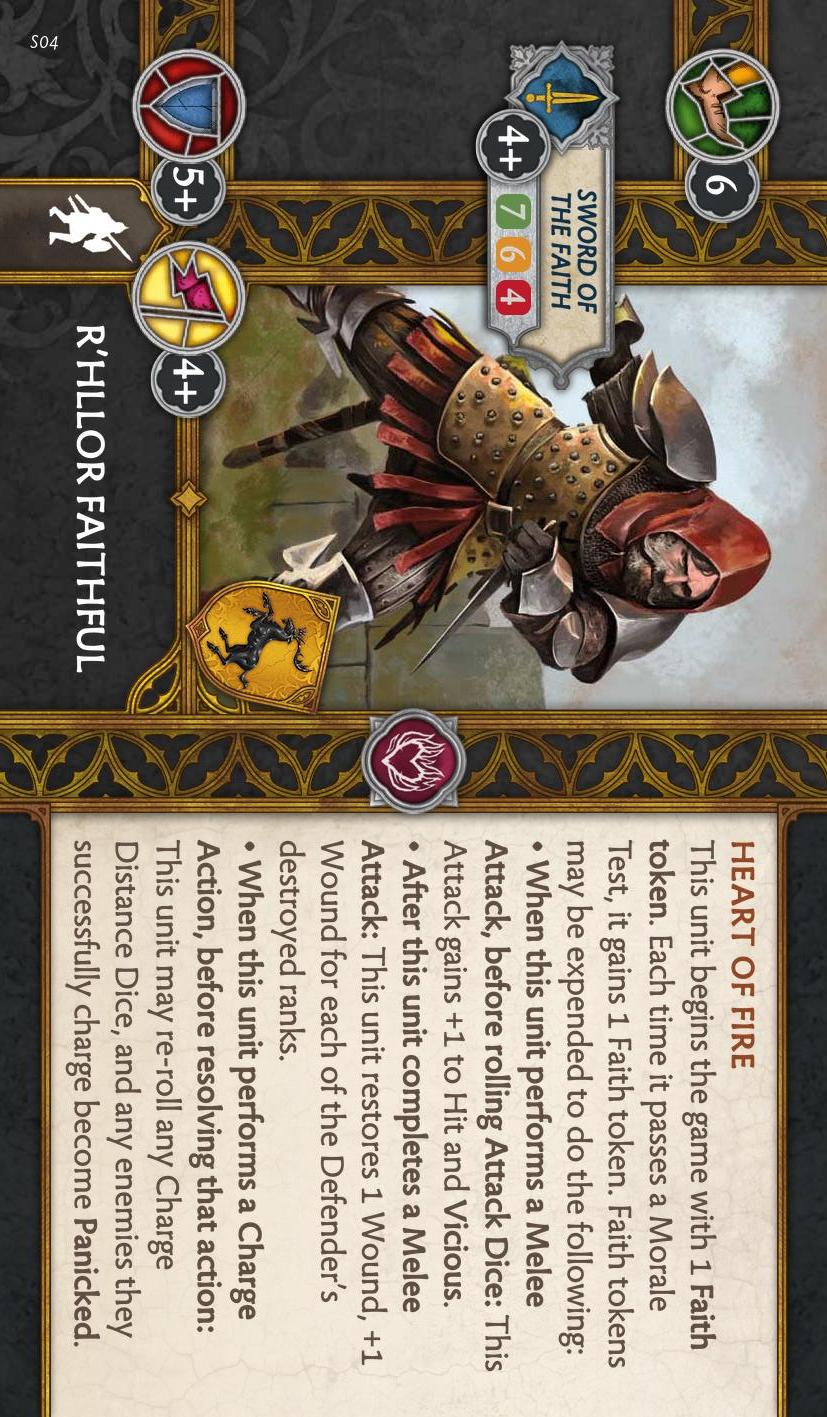 6
SWORD OF
THE FAITH
4+
7 6 4
5+
4+
R'HLLOR FAITHFUL
S04
HEART OF FIRE
This unit begins the game with 1 Faith
token. Each time it passes a Morale
Test, it gains 1 Faith token. Faith tokens
may be expended to do the following:
• When this unit performs a Melee
Attack, before rolling Attack Dice: This
Attack gains +1 to Hit and Vicious.
• After this unit completes a Melee
Attack: This unit restores 1 Wound, +1
Wound for each of the Defender's
destroyed ranks.
• When this unit performs a Charge
Action, before resolving that action:
This unit may re-roll any Charge
Distance Dice, and any enemies they
successfully charge become Panicked.